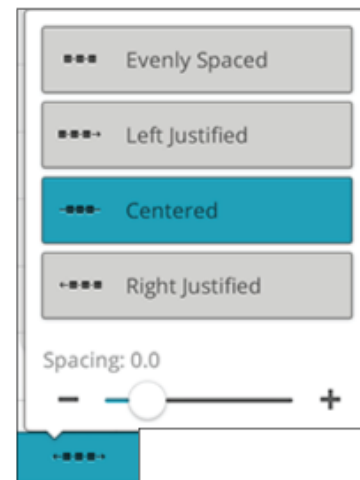 Evenly Spaced
Left Justified
Centered
Right Justified
Spacing: 0.0